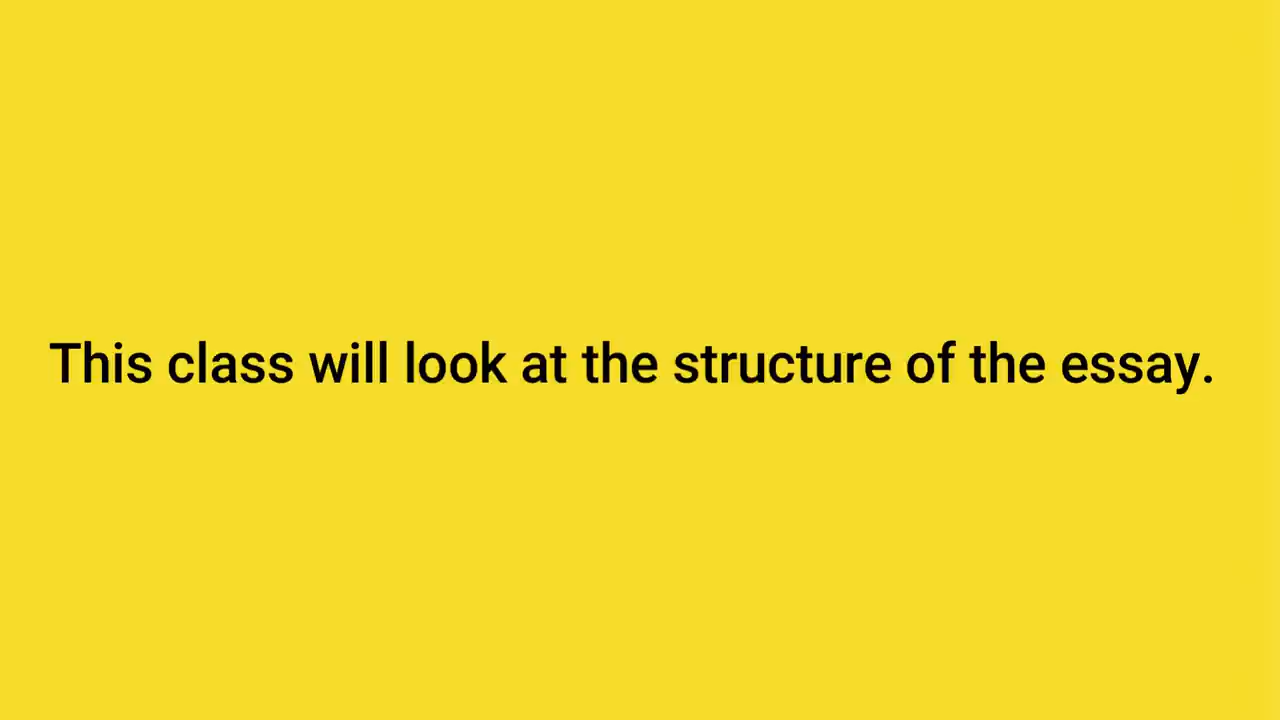 This class will look at the structure of the essay.